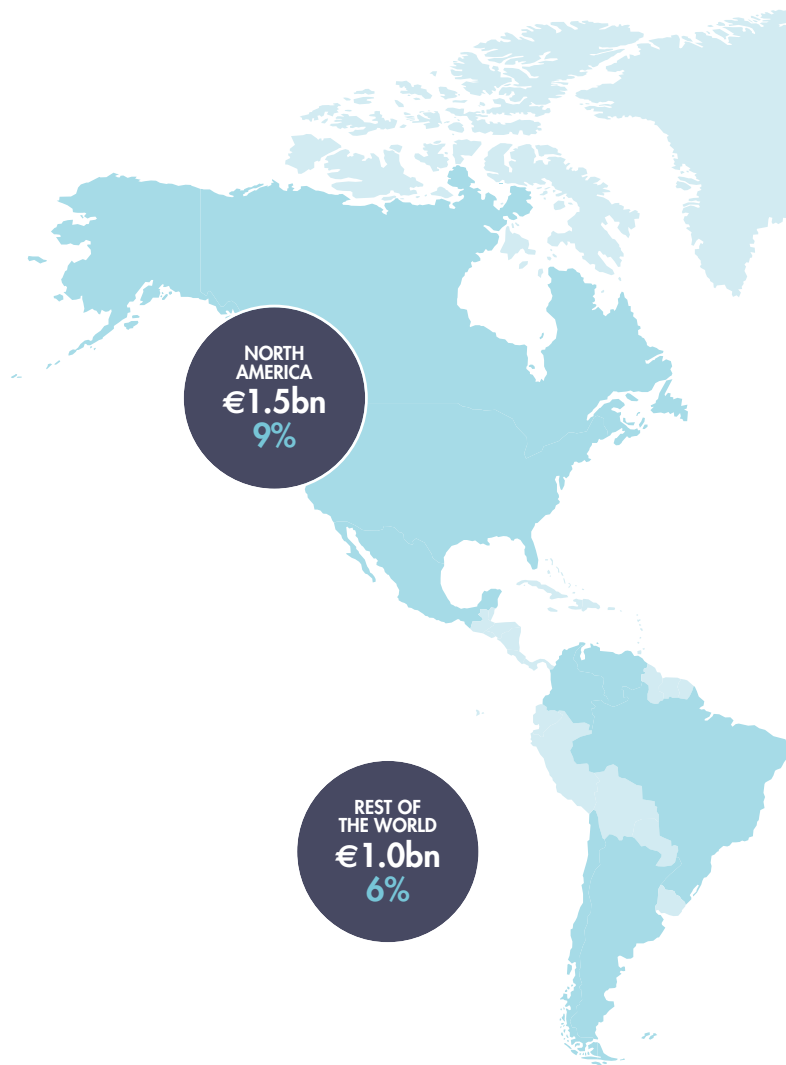 NORTH
AMERICA
€1.5bn
9%
REST OF
THE WORLD
€1.0bn
6%